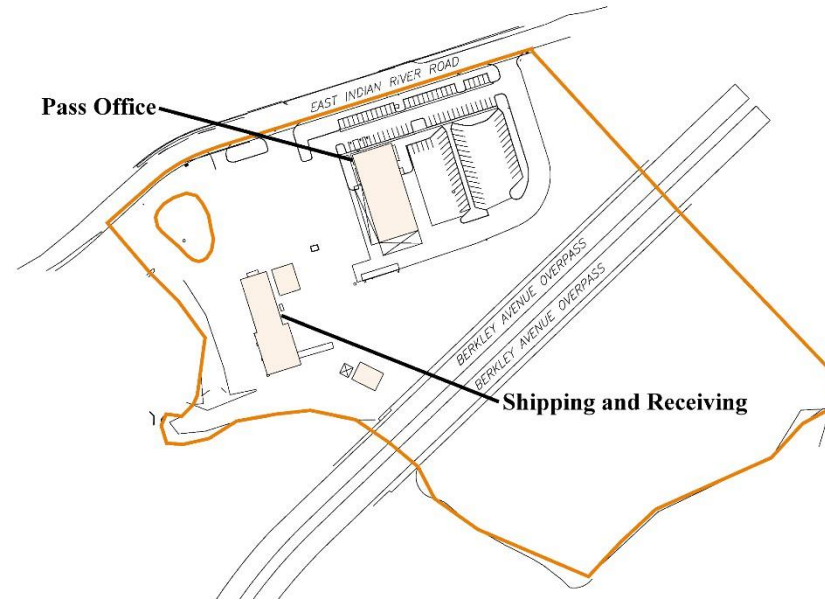 EAST INDIAN RIVER ROAD
Pass Office
BERKLEY AVENUE OVERPASS
BERKLEY AVENUE OVERPASS
Shipping and Receiving